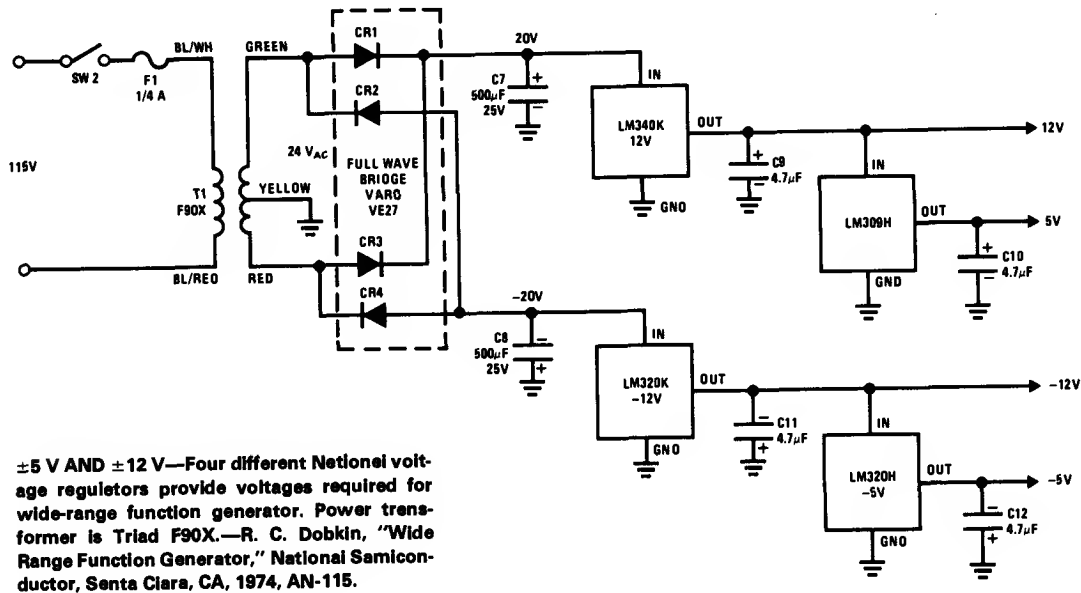 CR1
20V
BL/WH
GREEN
IN
SW 2
F1
1/4 A
C7
500µF
25V
+
−
CR2
LM340K
12V
OUT
12V
24 VAC
FULL WAVE
BRIDGE
VARO
VE27
115V
T1
F90X
YELLOW
GNO
+
−
C9
4.7µF
IN
LM309H
OUT
5V
CR3
+
−
C10
4.7µF
BL/REO
RED
GND
CR4
−20V
C8
500µF
25V
−
+
IN
LM320K
−12V
OUT
−12V
GNO
−
+
C11
4.7µF
IN
LM320H
−5V
OUT
−5V
−
+
C12
4.7µF
GNO
±5 V AND ±12 V—Four different Netionei volt-
age reguietors provide voltages required for
wide-range function generator. Power trens-
former is Triad F90X.—R. C. Dobkin, "Wide
Range Function Generator," National Samicon-
ductor, Senta Clara, CA, 1974, AN-115.